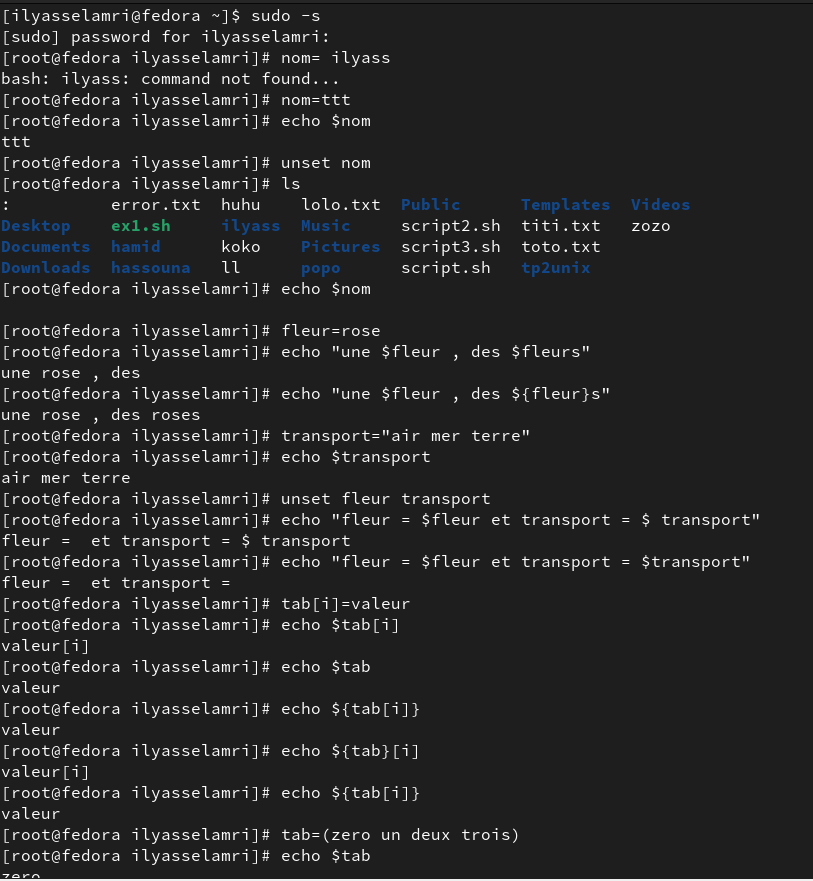 [ilyasselamri@fedora ~]$ sudo -s
[sudo] password for ilyasselamri:
[root@fedora ilyasselamri]# nom= ilyass
bash: ilyass: command not found...
[root@fedora ilyasselamri]# nom=ttt
[root@fedora ilyasselamri]# echo $nom
ttt
[root@fedora ilyasselamri]# unset nom
[root@fedora ilyasselamri]# ls
:          error.txt  huhu    lolo.txt  Public      Templates  Videos
Desktop    ex1.sh     ilyass  Music     script2.sh  titi.txt   zozo
Documents  hamid      koko    Pictures  script3.sh  toto.txt
Downloads  hassouna   ll      popo      script.sh   tp2unix
[root@fedora ilyasselamri]# echo $nom

[root@fedora ilyasselamri]# fleur=rose
[root@fedora ilyasselamri]# echo "une $fleur , des $fleurs"
une rose , des
[root@fedora ilyasselamri]# echo "une $fleur , des ${fleur}s"
une rose , des roses
[root@fedora ilyasselamri]# transport="air mer terre"
[root@fedora ilyasselamri]# echo $transport
air mer terre
[root@fedora ilyasselamri]# unset fleur transport
[root@fedora ilyasselamri]# echo "fleur = $fleur et transport = $ transport"
fleur =  et transport = $ transport
[root@fedora ilyasselamri]# echo "fleur = $fleur et transport = $transport"
fleur =  et transport =
[root@fedora ilyasselamri]# tab[i]=valeur
[root@fedora ilyasselamri]# echo $tab[i]
valeur[i]
[root@fedora ilyasselamri]# echo $tab
valeur
[root@fedora ilyasselamri]# echo ${tab[i]}
valeur
[root@fedora ilyasselamri]# echo ${tab}[i]
valeur[i]
[root@fedora ilyasselamri]# echo ${tab[i]}
valeur
[root@fedora ilyasselamri]# tab=(zero un deux trois)
[root@fedora ilyasselamri]# echo $tab
zero